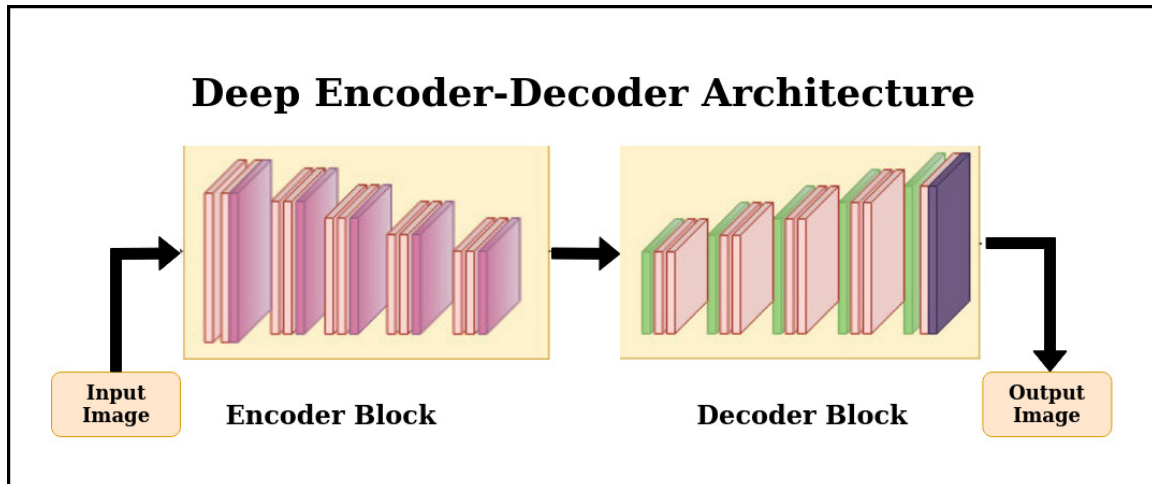 Deep Encoder-Decoder Architecture
Input
Image
Encoder Block
Decoder Block
Output
Image